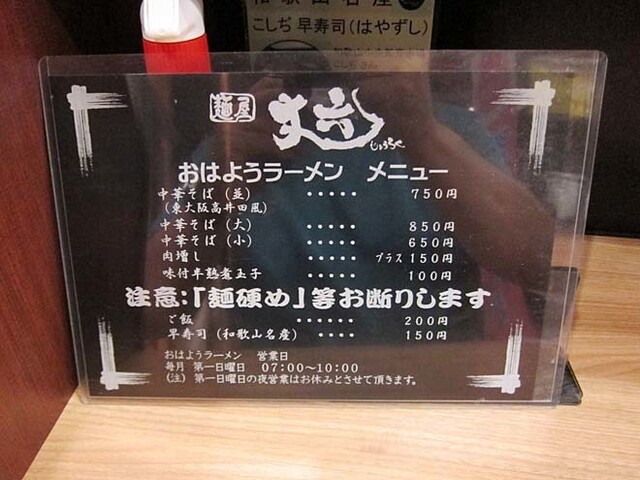 和歌山名産
こしぢ 早寿司(はやずし)
麺屋 丈六
じょうろく
おはようラーメン メニュー
中華そば (並) ・・・・・ 750円
(東大阪高井田風)
中華そば (大) ・・・・・ 850円
中華そば (小) ・・・・・ 650円
肉増し ・・・・・ プラス 150円
味付半熟煮玉子 ・・・・・ 100円
注意:「麺硬め」等お断りします
ご飯 ・・・・・・ 200円
早寿司 (和歌山名産) ・・・・ 150円
おはようラーメン 営業日
毎月 第一日曜日 07:00～10:00
(注) 第一日曜日の夜営業はお休みとさせて頂きます。